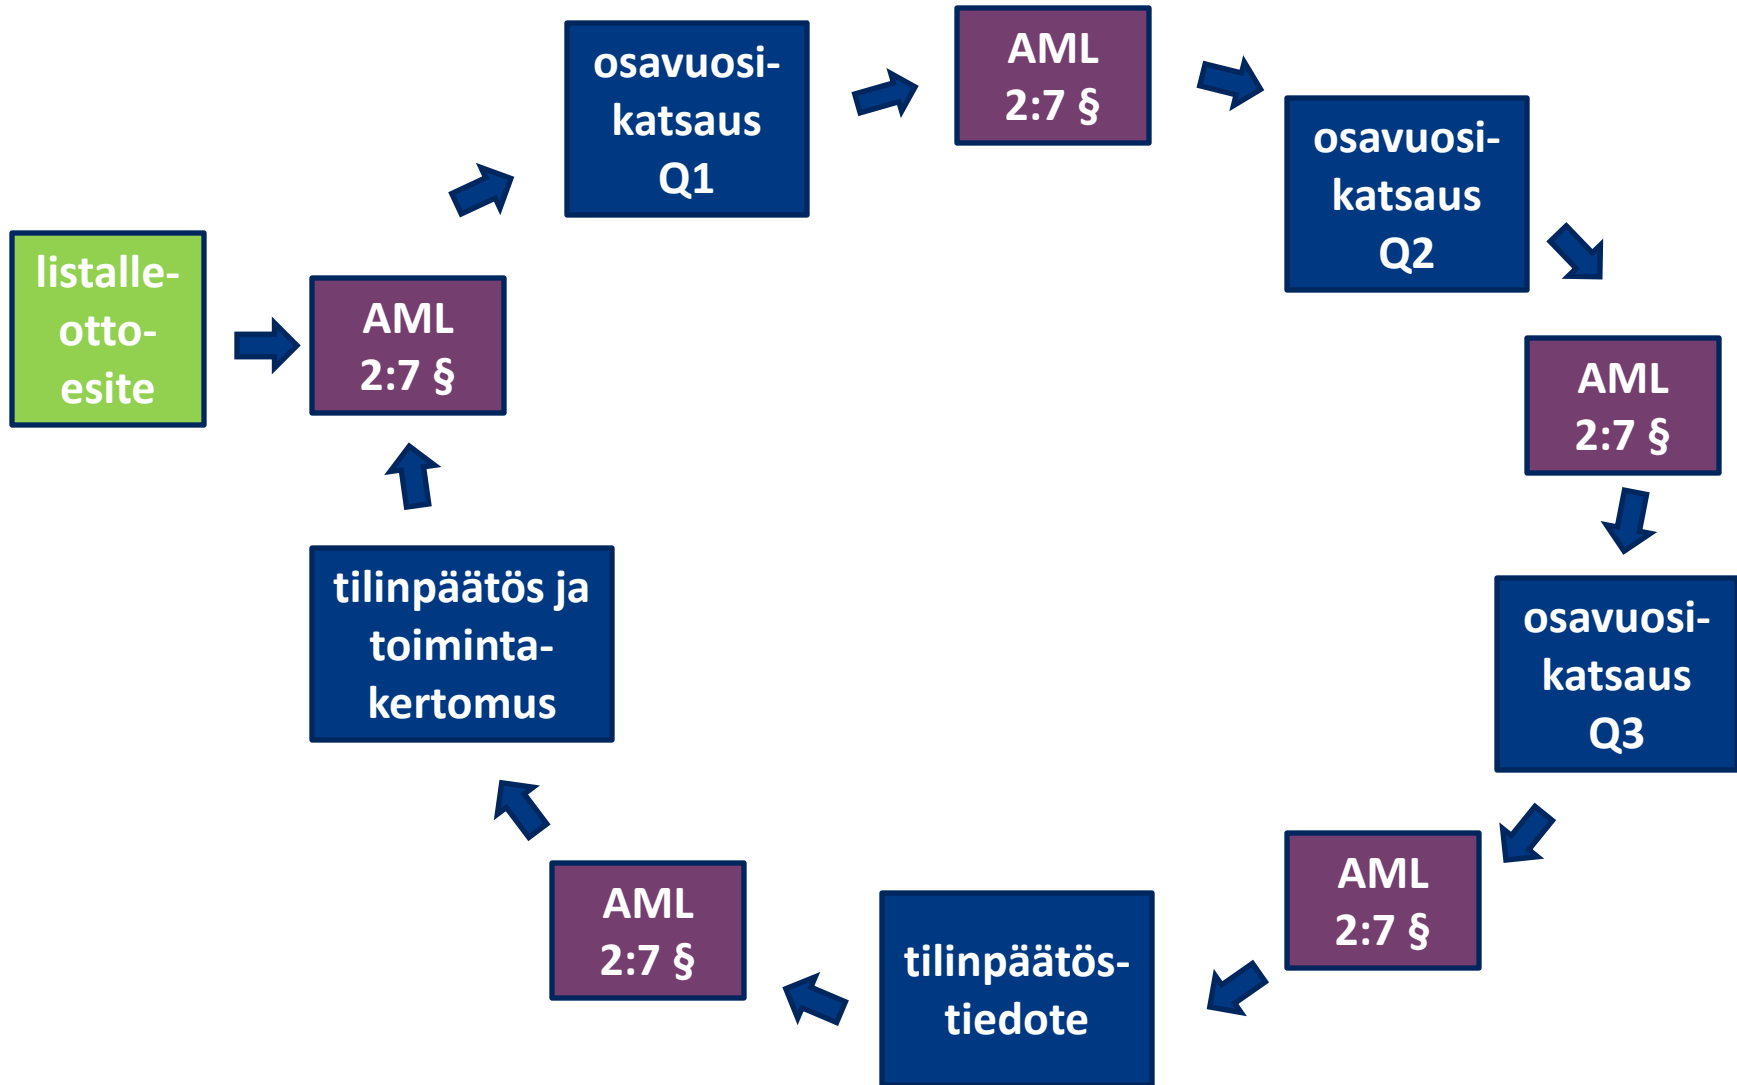 listalle-
otto-
esite
AML
2:7 §
osavuosi-
katsaus
Q1
AML
2:7 §
osavuosi-
katsaus
Q2
AML
2:7 §
osavuosi-
katsaus
Q3
AML
2:7 §
tilinpäätös-
tiedote
AML
2:7 §
tilinpäätös ja
toiminta-
kertomus